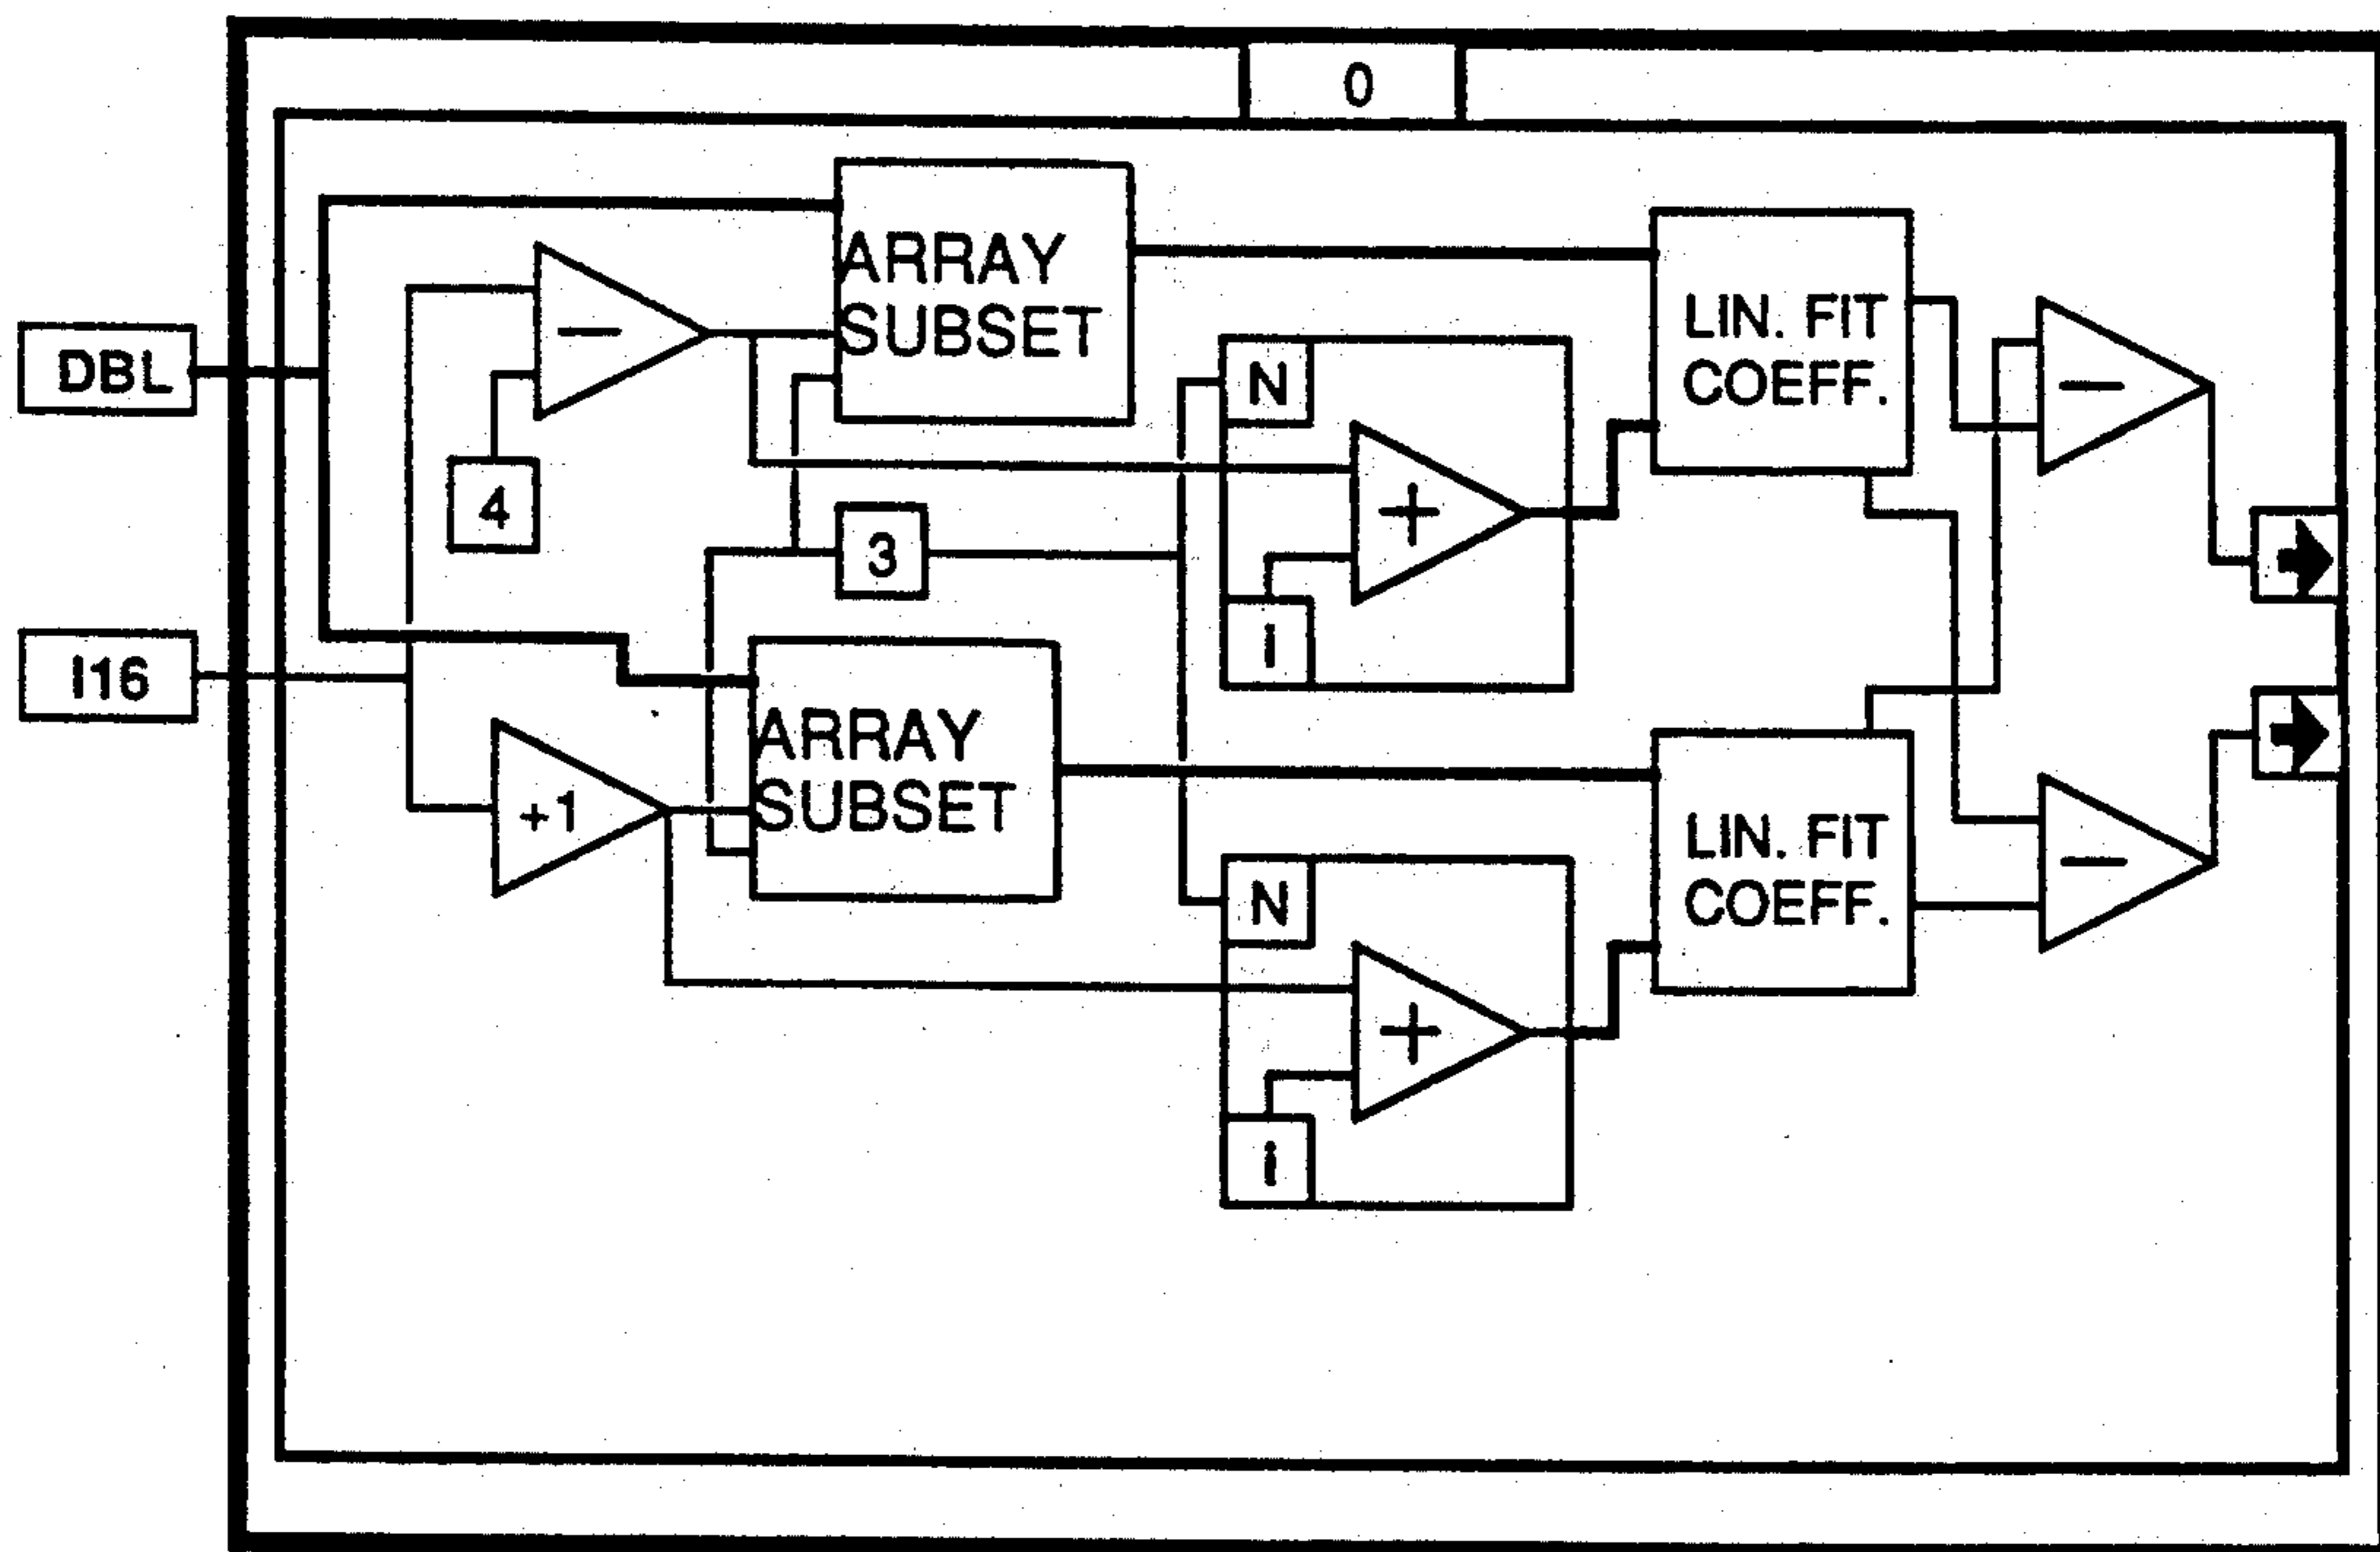 0
ARRAY
SUBSET
DBL
—
4
LIN. FIT
COEFF.
—
N
+
3
i
I16
ARRAY
SUBSET
+1
LIN. FIT
COEFF.
—
N
+
i